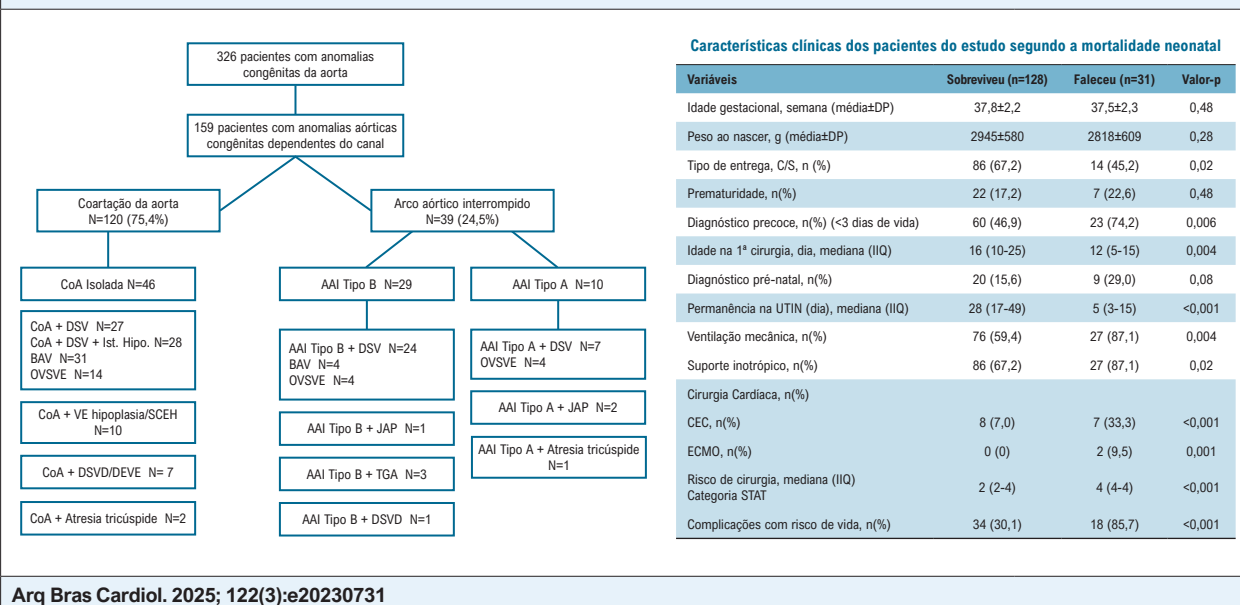 326 pacientes com anomalias
congênitas da aorta
159 pacientes com anomalias aórticas
congênitas dependentes do canal
Coartação da aorta
N=120 (75,4%)
Arco aórtico interrompido
N=39 (24,5%)
CoA Isolada N=46
AAI Tipo B N=29
AAI Tipo A N=10
CoA + DSV N=27
CoA + DSV + Ist. Hipo. N=28
BAV N=31
OVSVE N=14
AAI Tipo B + DSV N=24
BAV N=4
OVSVE N=4
AAI Tipo A + DSV N=7
OVSVE N=4
CoA + VE hipoplasia/SCEH
N=10
AAI Tipo B + JAP N=1
AAI Tipo A + JAP N=2
CoA + DSVD/DEVE N= 7
AAI Tipo B + TGA N=3
AAI Tipo A + Atresia tricúspide
N=1
CoA + Atresia tricúspide N=2
AAI Tipo B + DSVD N=1
Características clínicas dos pacientes do estudo segundo a mortalidade neonatal
Variáveis Sobreviveu (n=128) Faleceu (n=31) Valor-p
Idade gestacional, semana (média±DP) 37,8±2,2 37,5±2,3 0,48
Peso ao nascer, g (média±DP) 2945±580 2818±609 0,28
Tipo de entrega, C/S, n (%) 86 (67,2) 14 (45,2) 0,02
Prematuridade, n(%) 22 (17,2) 7 (22,6) 0,48
Diagnóstico precoce, n(%) (<3 dias de vida) 60 (46,9) 23 (74,2) 0,006
Idade na 1ª cirurgia, dia, mediana (IIQ) 16 (10-25) 12 (5-15) 0,004
Diagnóstico pré-natal, n(%) 20 (15,6) 9 (29,0) 0,08
Permanência na UTIN (dia), mediana (IIQ) 28 (17-49) 5 (3-15) <0,001
Ventilação mecânica, n(%) 76 (59,4) 27 (87,1) 0,004
Suporte inotrópico, n(%) 86 (67,2) 27 (87,1) 0,02
Cirurgia Cardíaca, n(%)
CEC, n(%) 8 (7,0) 7 (33,3) <0,001
ECMO, n(%) 0 (0) 2 (9,5) 0,001
Risco de cirurgia, mediana (IIQ)
Categoria STAT 2 (2-4) 4 (4-4) <0,001
Complicações com risco de vida, n(%) 34 (30,1) 18 (85,7) <0,001
Arq Bras Cardiol. 2025; 122(3):e20230731